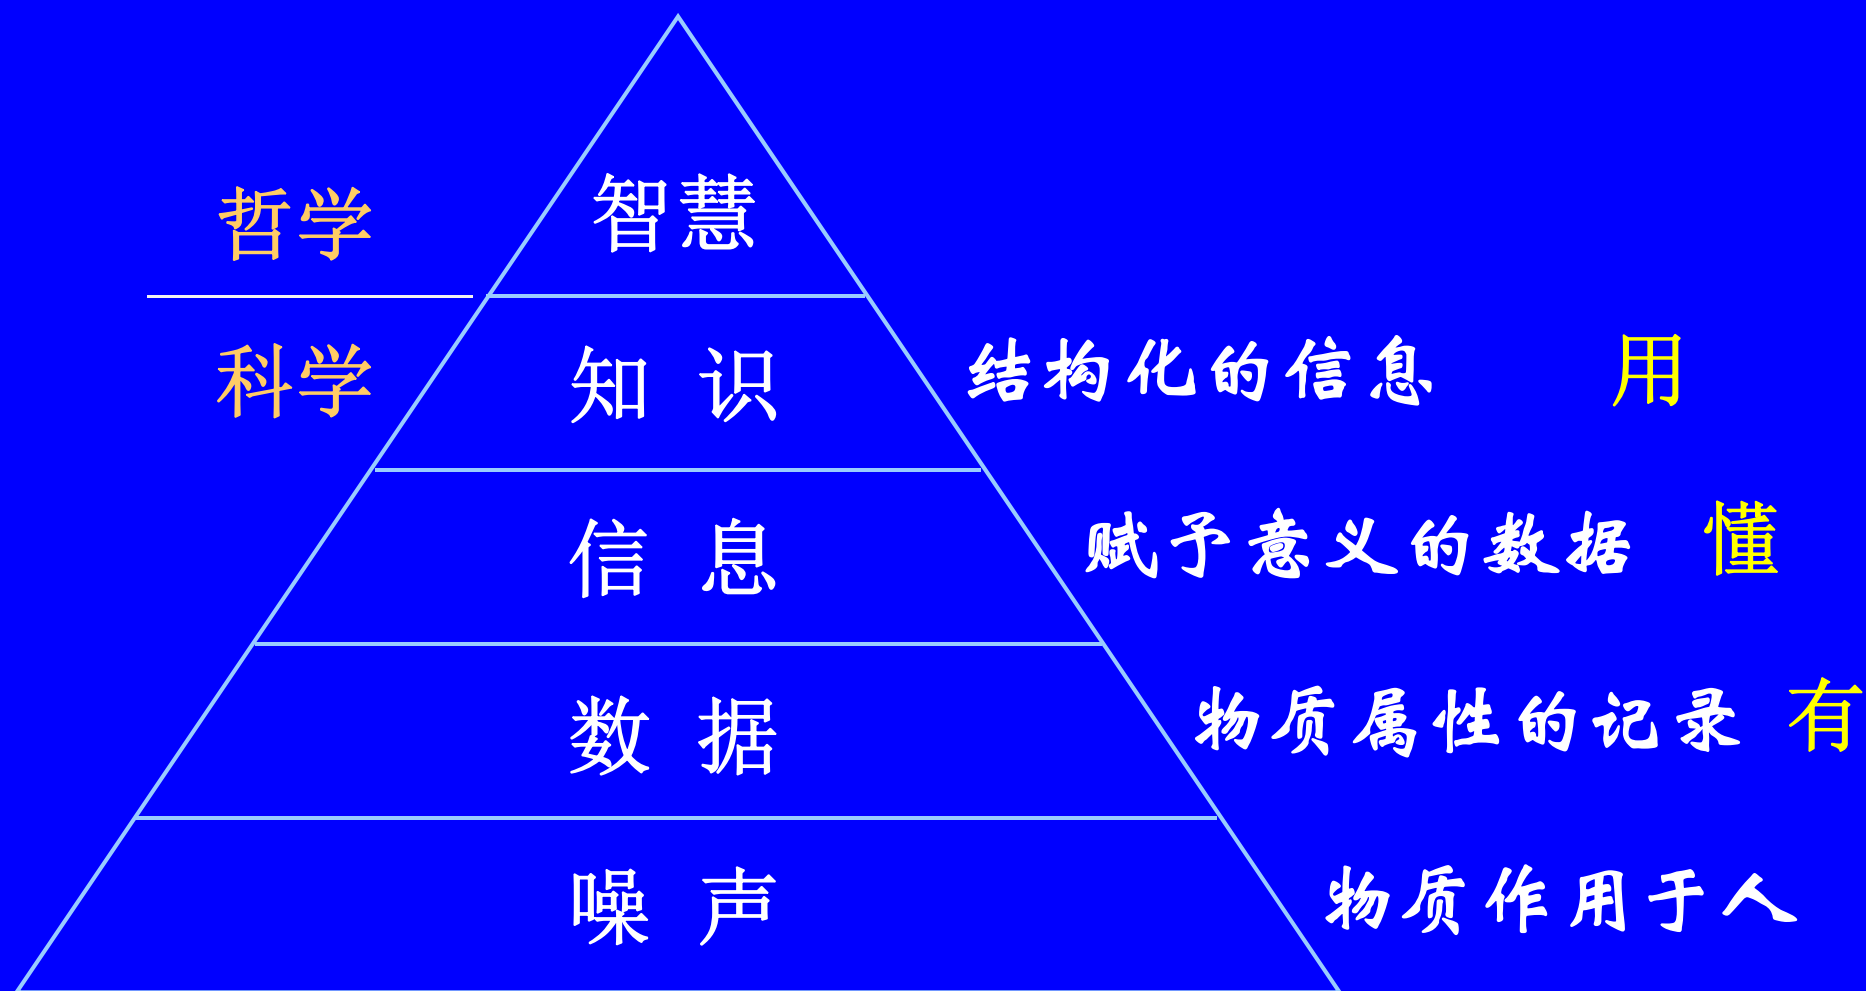 哲学 智慧
科学 知 识 结构化的信息 用
信 息 赋予意义的数据 懂
数 据 物质属性的记录 有
噪 声 物质作用于人